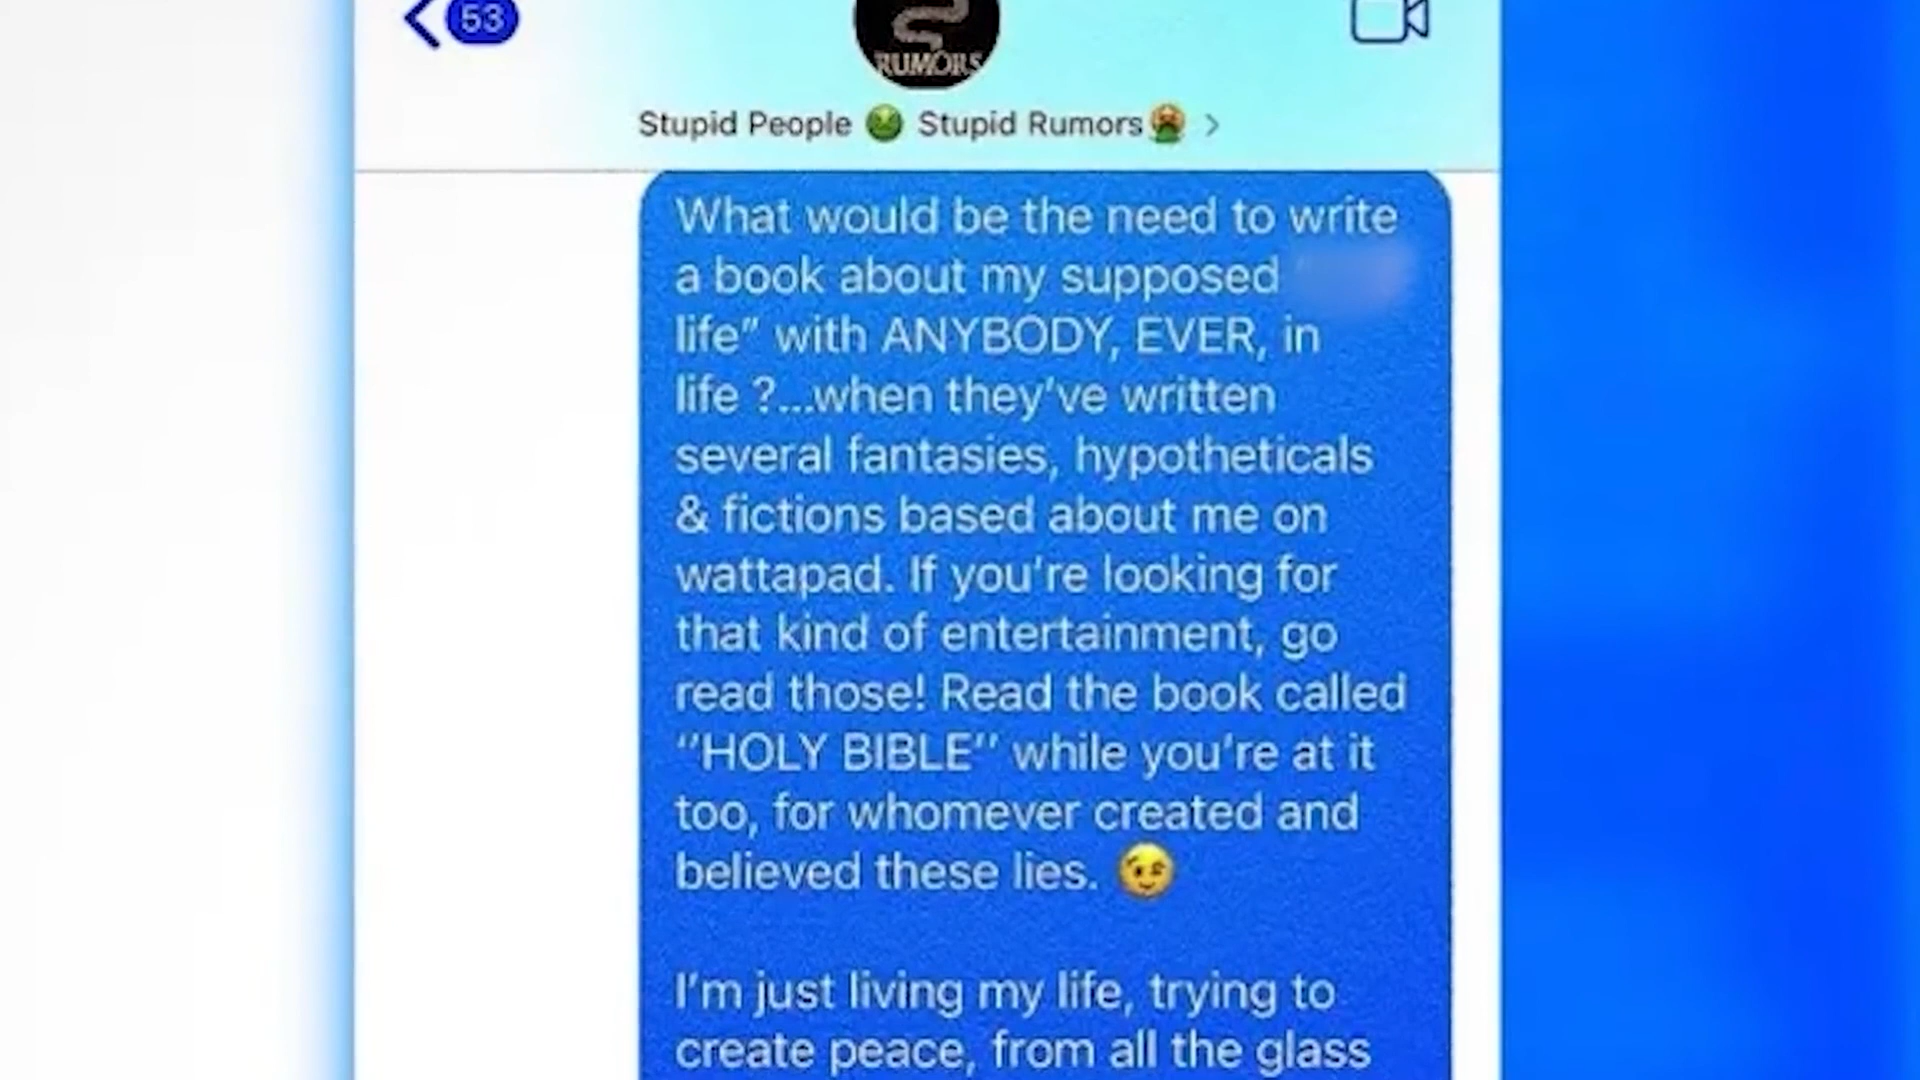 53
RUMORS
Stupid People 🤢 Stupid Rumors🤮 >
What would be the need to write
a book about my supposed
life” with ANYBODY, EVER, in
life ?...when they’ve written
several fantasies, hypotheticals
& fictions based about me on
wattapad. If you’re looking for
that kind of entertainment, go
read those! Read the book called
‘’HOLY BIBLE’’ while you’re at it
too, for whomever created and
believed these lies. 😉
I’m just living my life, trying to
create peace, from all the glass